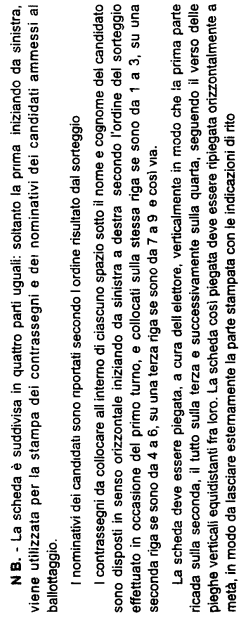 N B. - La scheda è suddivisa in quattro parti uguali: soltanto la prima iniziando da sinistra,
viene utilizzata per la stampa dei contrassegni e dei nominativi dei candidati ammessi al
ballottaggio.
I nominativi dei candidati sono riportati secondo l ordine risultato dal sorteggio
I contrassegni da collocare all interno di ciascuno spazio sotto il nome e cognome del candidato
sono disposti in senso orizzontale iniziando da sinistra a destra secondo l'ordine del sorteggio
effettuato in occasione del primo turno, e collocati sulla stessa riga se sono da 1 a 3, su una
seconda riga se sono da 4 a 6, su una terza riga se sono da 7 a 9 e così via.
La scheda deve essere piegata, a cura dell elettore, verticalmente in modo che la prima parte
ricada sulla seconda, il tutto sulla terza e successivamente sulla quarta, seguendo il verso delle
pieghe verticali equidistanti fra loro. La scheda così piegata deve essere ripiegata orizzontalmente a
metà, in modo da lasciare esternamente la parte stampata con le indicazioni di rito